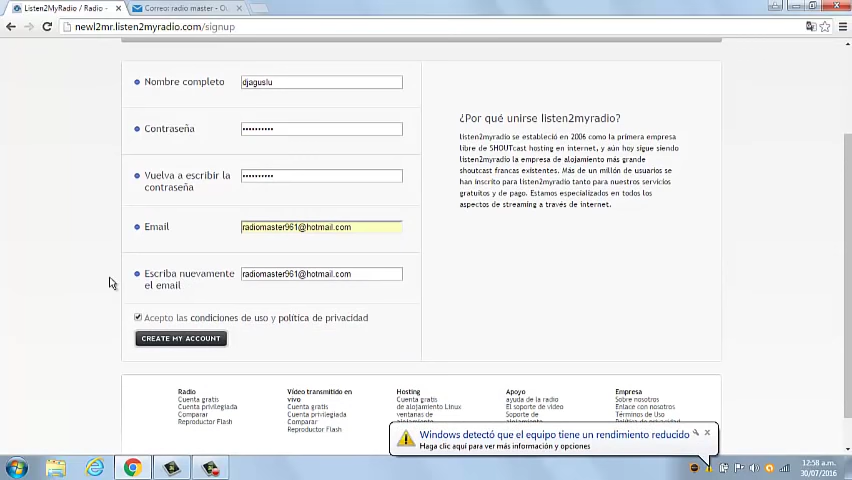 Listen2MyRadio / Radio -
Correo: radio master - O...
newl2mr.listen2myradio.com/signup
Nombre completo
djaguslu
Contraseña
••••••••••
Vuelva a escribir la
contraseña
••••••••••
Email
radiomaster961@hotmail.com
Escriba nuevamente
el email
radiomaster961@hotmail.com
Acepto las condiciones de uso y política de privacidad
CREATE MY ACCOUNT
¿Por qué unirse listen2myradio?
listen2myradio se estableció en 2006 como la primera empresa
libre de SHOUTcast hosting en internet, y aún hoy sigue siendo
listen2myradio la empresa de alojamiento más grande
shoutcast francas existentes. Más de un millón de usuarios se
han inscrito para listen2myradio tanto para nuestros servicios
gratuitos y de pago. Estamos especializados en todos los
aspectos de streaming a través de internet.
Radio
Cuenta gratis
Cuenta privilegiada
Comparar
Reproductor Flash
Vídeo transmitido en
vivo
Cuenta gratis
Cuenta privilegiada
Comparar
Reproductor Flash
Hosting
Cuenta gratis
de alojamiento Linux
ventanas de
alojamiento
Apoyo
ayuda de la radio
El soporte de vídeo
Soporte de
alojamiento
Empresa
Sobre nosotros
Enlace con nosotros
Términos de Uso
Política de privacidad
Windows detectó que el equipo tiene un rendimiento reducido
Haga clic aquí para ver más información y opciones
12:58 a.m.
30/07/2016